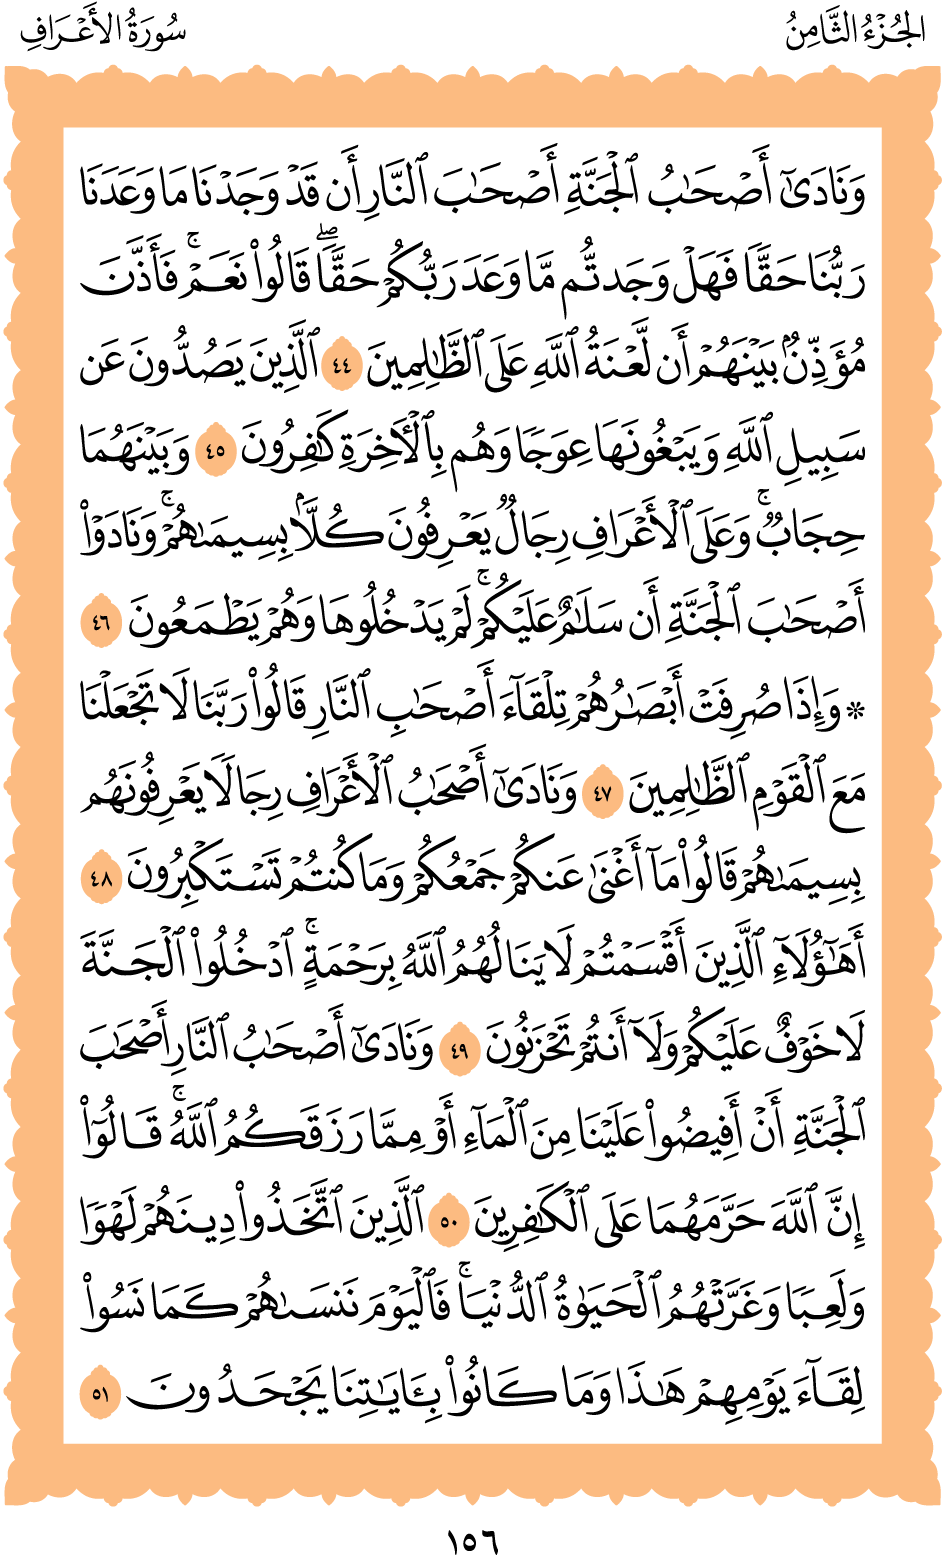 الجُزْءُ الثَّامِنُ
سُورَةُ الأَعْرَافِ
وَنَادَىٰٓ أَصْحَـٰبُ ٱلْجَنَّةِ أَصْحَـٰبَ ٱلنَّارِ أَن قَدْ وَجَدْنَا مَا وَعَدَنَا
رَبُّنَا حَقًّا فَهَلْ وَجَدتُّم مَّا وَعَدَ رَبُّكُمْ حَقًّا ۖ قَالُوا۟ نَعَمْ ۚ فَأَذَّنَ
مُؤَذِّنٌۢ بَيْنَهُمْ أَن لَّعْنَةُ ٱللَّهِ عَلَى ٱلظَّـٰلِمِينَ ٤٤ ٱلَّذِينَ يَصُدُّونَ عَن
سَبِيلِ ٱللَّهِ وَيَبْغُونَهَا عِوَجًا وَهُم بِٱلْـَٔاخِرَةِ كَـٰفِرُونَ ٤٥ وَبَيْنَهُمَا
حِجَابٌ ۚ وَعَلَى ٱلْأَعْرَافِ رِجَالٌ يَعْرِفُونَ كُلًّۢا بِسِيمَىٰهُمْ ۚ وَنَادَوْا۟
أَصْحَـٰبَ ٱلْجَنَّةِ أَن سَلَـٰمٌ عَلَيْكُمْ ۚ لَمْ يَدْخُلُوهَا وَهُمْ يَطْمَعُونَ ٤٦
* وَإِذَا صُرِفَتْ أَبْصَـٰرُهُمْ تِلْقَآءَ أَصْحَـٰبِ ٱلنَّارِ قَالُوا۟ رَبَّنَا لَا تَجْعَلْنَا
مَعَ ٱلْقَوْمِ ٱلظَّـٰلِمِينَ ٤٧ وَنَادَىٰٓ أَصْحَـٰبُ ٱلْأَعْرَافِ رِجَالًا يَعْرِفُونَهُم
بِسِيمَىٰهُمْ قَالُوا۟ مَآ أَغْنَىٰ عَنكُمْ جَمْعُكُمْ وَمَا كُنتُمْ تَسْتَكْبِرُونَ ٤٨
أَهَـٰٓؤُلَآءِ ٱلَّذِينَ أَقْسَمْتُمْ لَا يَنَالُهُمُ ٱللَّهُ بِرَحْمَةٍ ۚ ٱدْخُلُوا۟ ٱلْجَنَّةَ
لَا خَوْفٌ عَلَيْكُمْ وَلَآ أَنتُمْ تَحْزَنُونَ ٤٩ وَنَادَىٰٓ أَصْحَـٰبُ ٱلنَّارِ أَصْحَـٰبَ
ٱلْجَنَّةِ أَنْ أَفِيضُوا۟ عَلَيْنَا مِنَ ٱلْمَآءِ أَوْ مِمَّا رَزَقَكُمُ ٱللَّهُ ۚ قَالُوٓا۟
إِنَّ ٱللَّهَ حَرَّمَهُمَا عَلَى ٱلْكَـٰفِرِينَ ٥٠ ٱلَّذِينَ ٱتَّخَذُوا۟ دِينَهُمْ لَهْوًا
وَلَعِبًا وَغَرَّتْهُمُ ٱلْحَيَوٰةُ ٱلدُّنْيَا ۚ فَٱلْيَوْمَ نَنسَىٰهُمْ كَمَا نَسُوا۟
لِقَآءَ يَوْمِهِمْ هَـٰذَا وَمَا كَانُوا۟ بِـَٔايَـٰتِنَا يَجْحَدُونَ ٥١
١٥٦